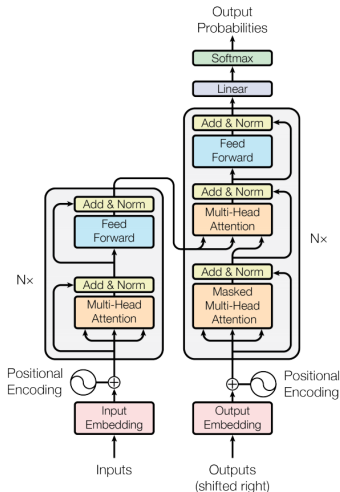 Output
Probabilities
Softmax
Linear
Add & Norm
Feed
Forward
Add & Norm
Multi-Head
Attention
Add & Norm
Masked
Multi-Head
Attention
N×
Add & Norm
Feed
Forward
N×
Add & Norm
Multi-Head
Attention
Positional
Encoding
Positional
Encoding
Input
Embedding
Output
Embedding
Inputs
Outputs
(shifted right)